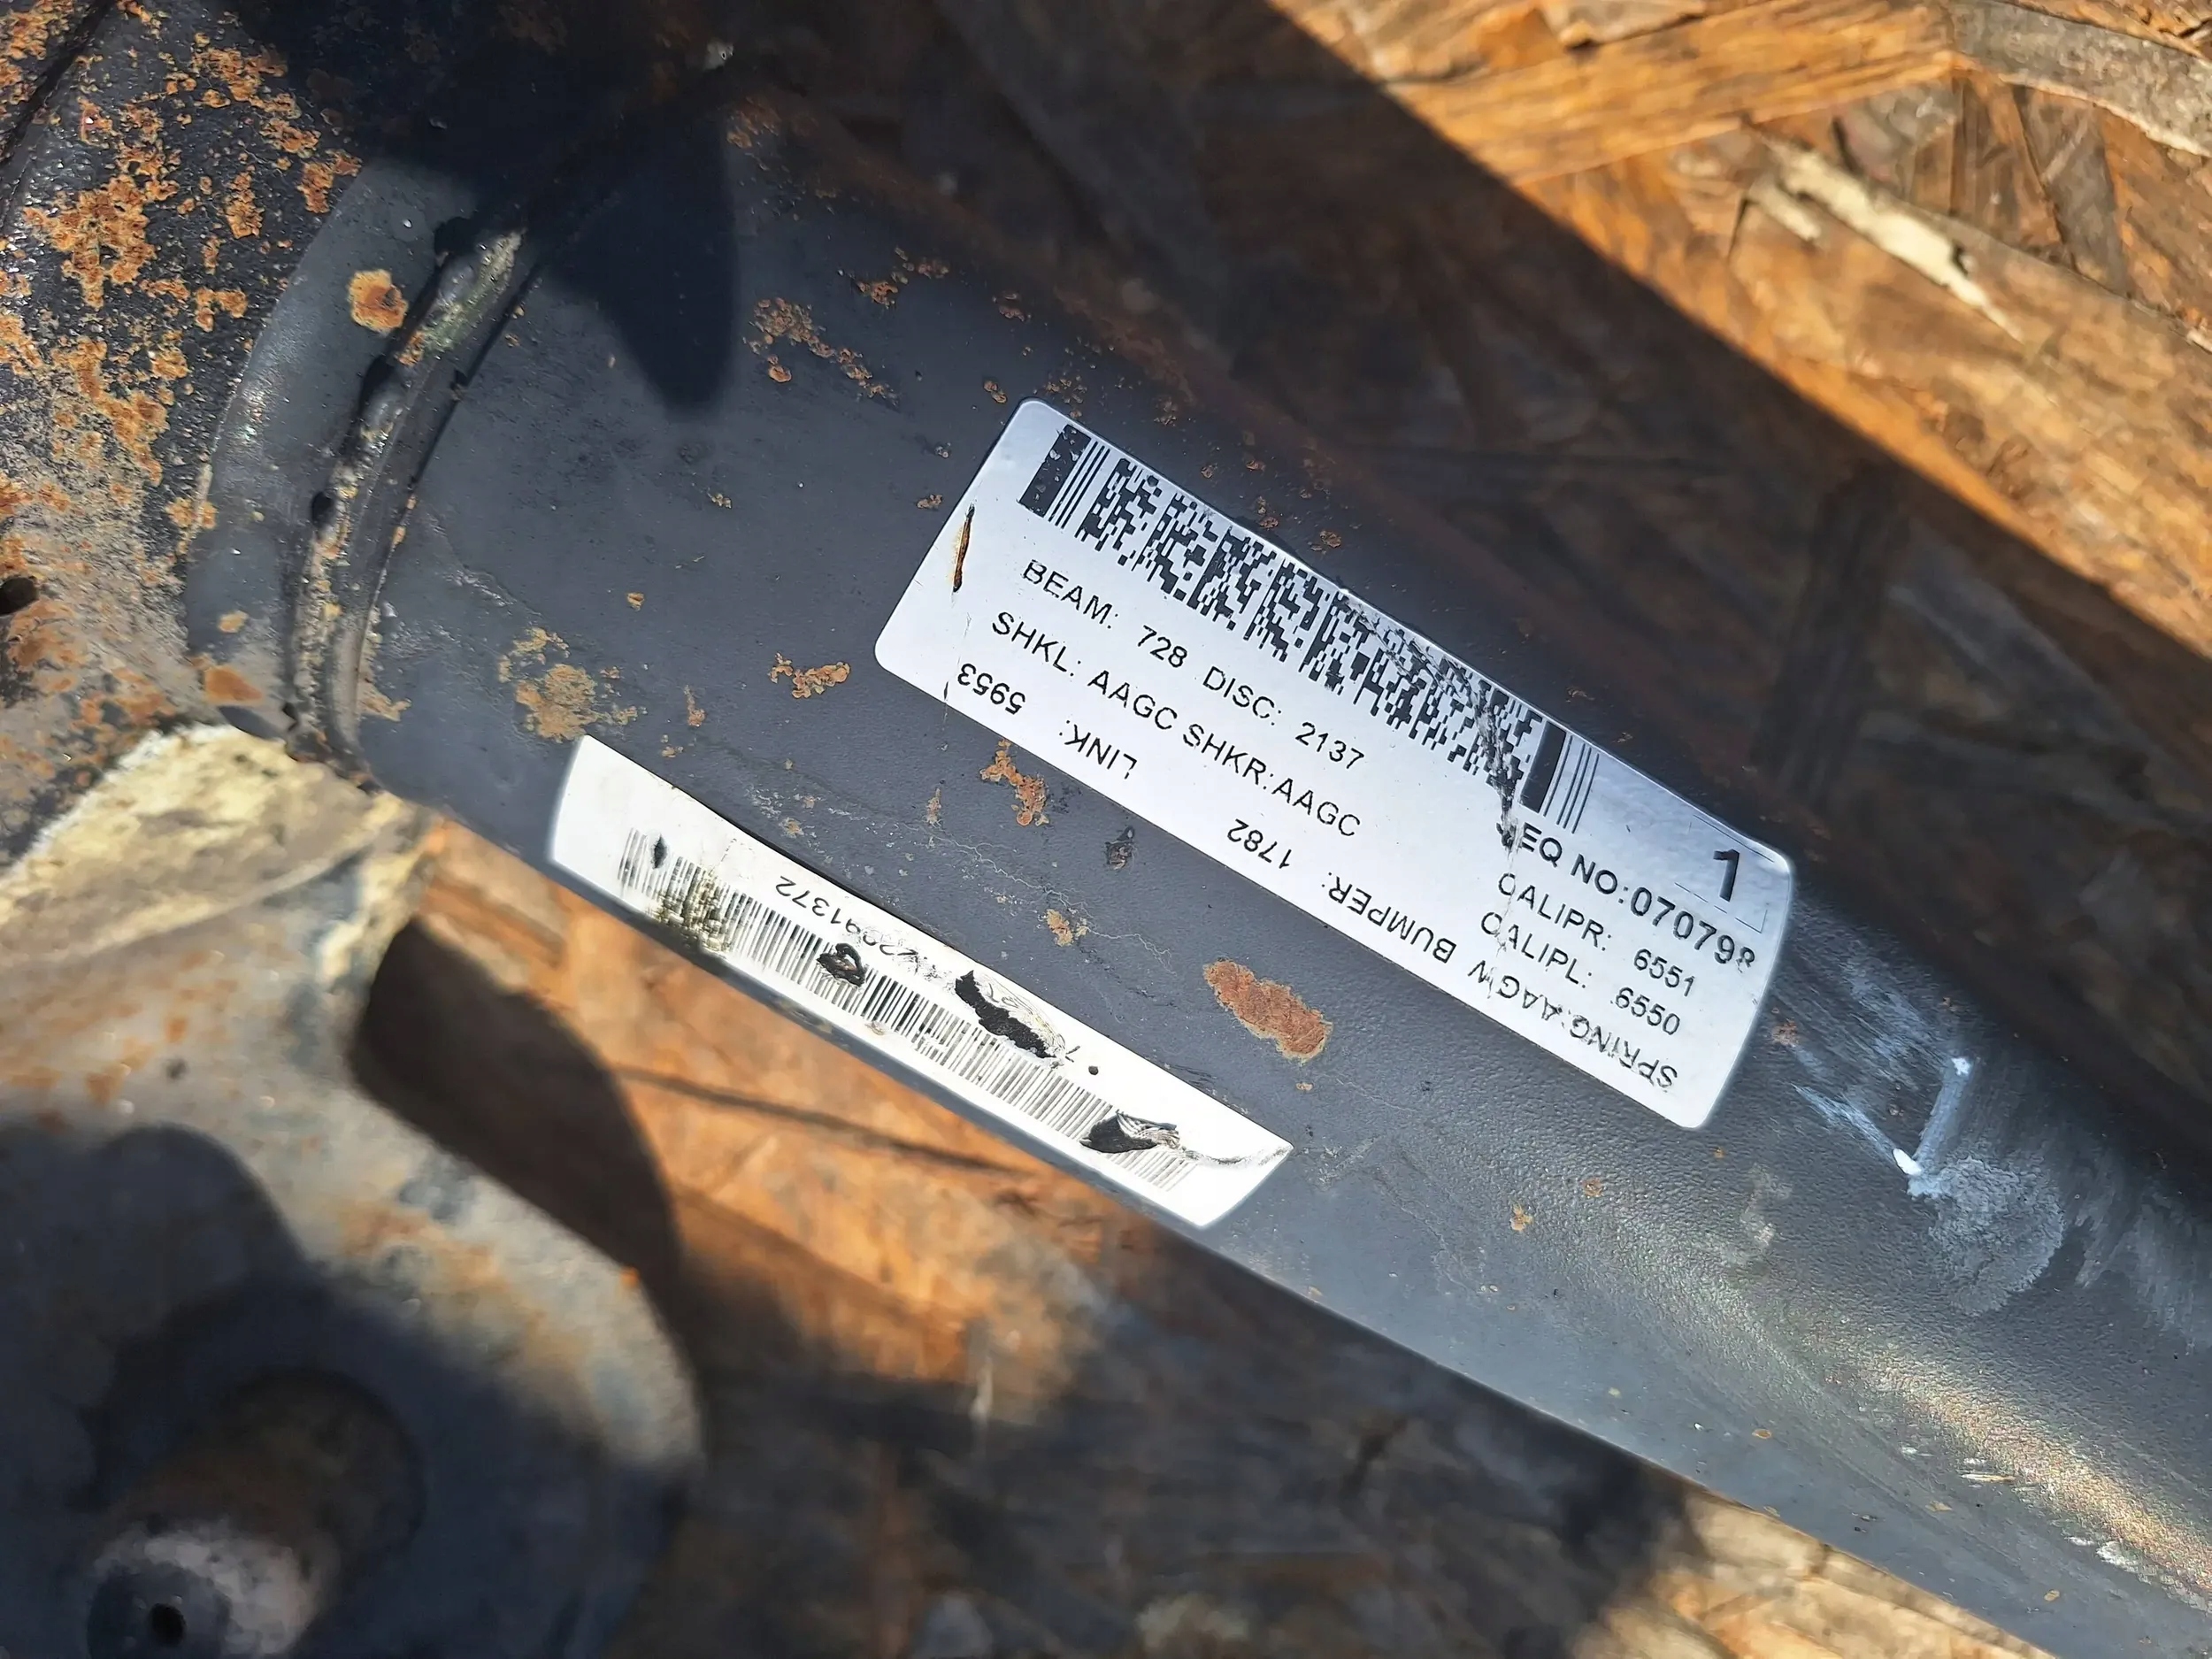 1
BEAM: 728 DISC: 2137
EQ NO:070798
SHKL: AAGC SHKR:AAGC
CALIPR: 6551
CALIPL: 6550
SPRING:AAGW BUMPER: 1782 LINK: 5953